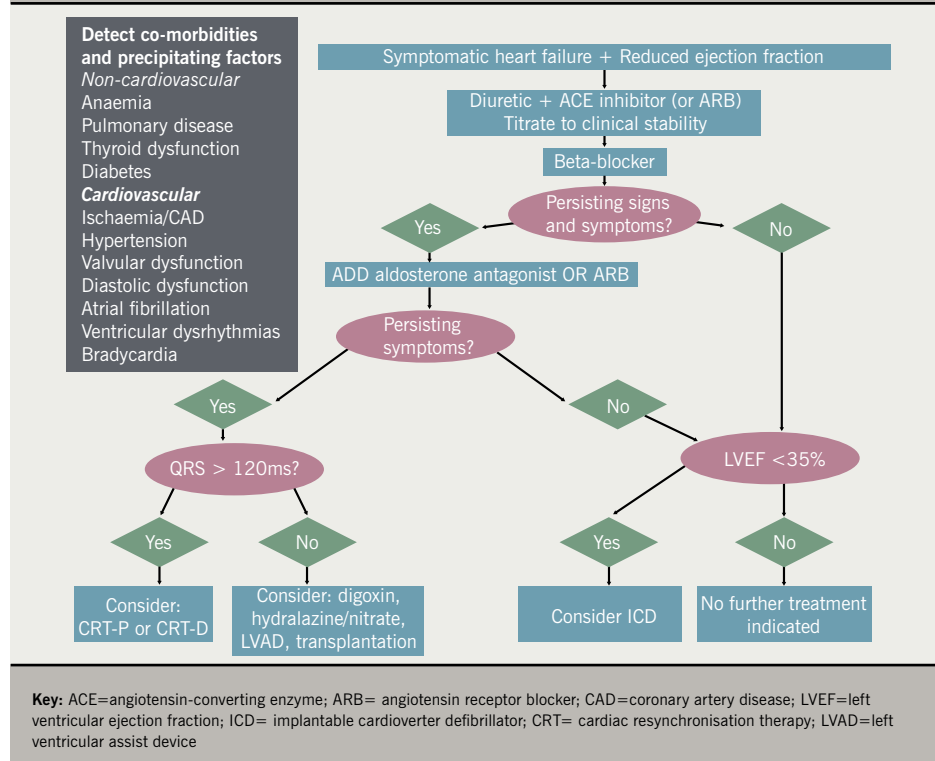 Detect co-morbidities
and precipitating factors
Non-cardiovascular
Anaemia
Pulmonary disease
Thyroid dysfunction
Diabetes
Cardiovascular
Ischaemia/CAD
Hypertension
Valvular dysfunction
Diastolic dysfunction
Atrial fibrillation
Ventricular dysrhythmias
Bradycardia
Symptomatic heart failure + Reduced ejection fraction
Diuretic + ACE inhibitor (or ARB)
Titrate to clinical stability
Beta-blocker
Persisting signs
and symptoms?
Yes
No
ADD aldosterone antagonist OR ARB
Persisting
symptoms?
Yes
No
QRS > 120ms?
LVEF <35%
Yes
No
Yes
No
Consider:
CRT-P or CRT-D
Consider: digoxin,
hydralazine/nitrate,
LVAD, transplantation
Consider ICD
No further treatment
indicated
Key: ACE=angiotensin-converting enzyme; ARB= angiotensin receptor blocker; CAD=coronary artery disease; LVEF=left
ventricular ejection fraction; ICD= implantable cardioverter defibrillator; CRT= cardiac resynchronisation therapy; LVAD=left
ventricular assist device